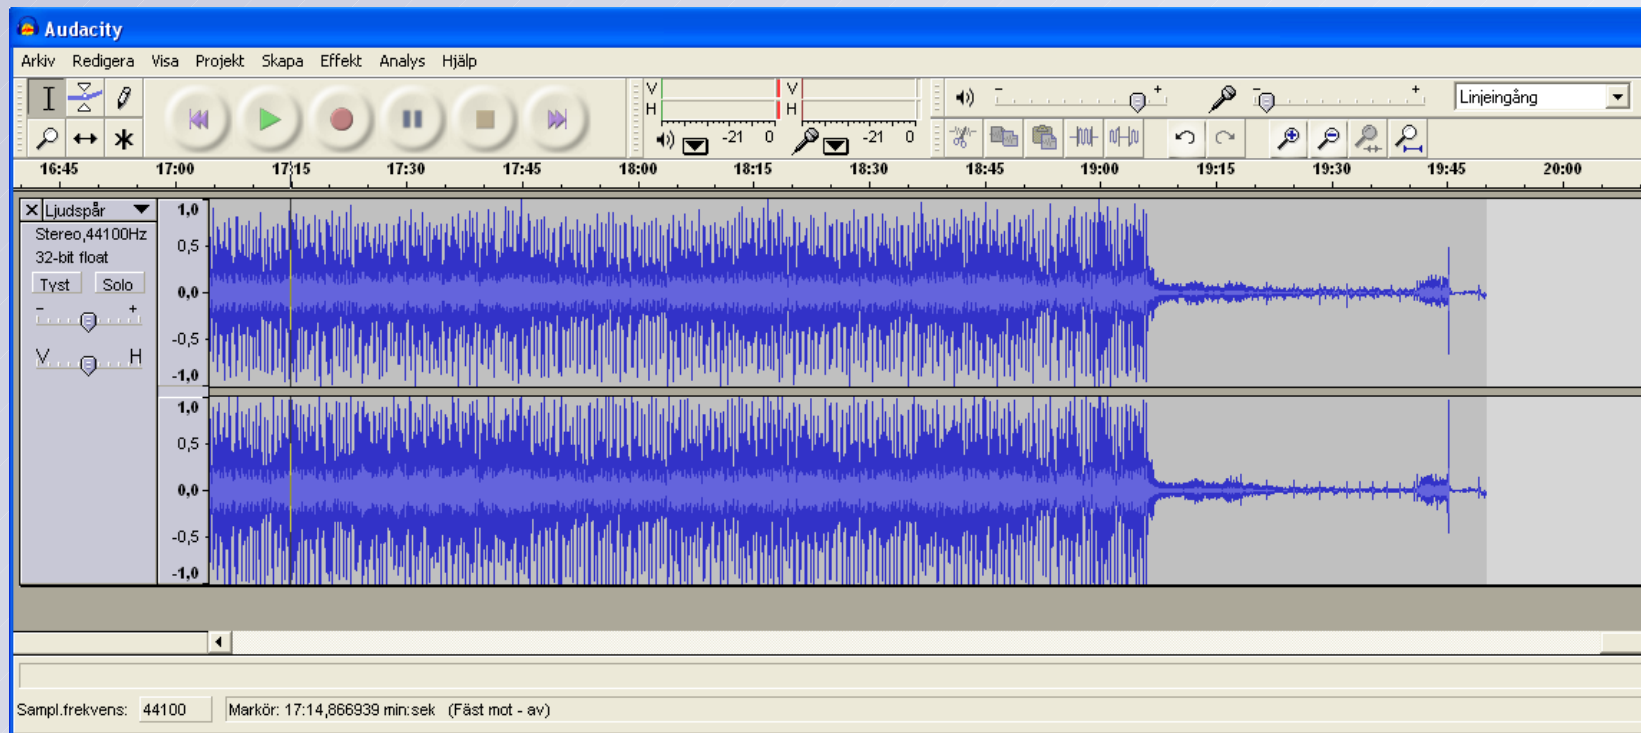 Audacity
Arkiv Redigera Visa Projekt Skapa Effekt Analys Hjälp
V V
H H
-21 0 -21 0
- + - +
Linjeingång
16:45 17:00 17:15 17:30 17:45 18:00 18:15 18:30 18:45 19:00 19:15 19:30 19:45 20:00
X Ljudspår
Stereo,44100Hz
32-bit float
Tyst Solo
- +
V H
1,0
0,5
0,0
-0,5
-1,0
1,0
0,5
0,0
-0,5
-1,0
Sampl.frekvens: 44100 Markör: 17:14,866939 min:sek (Fäst mot - av)